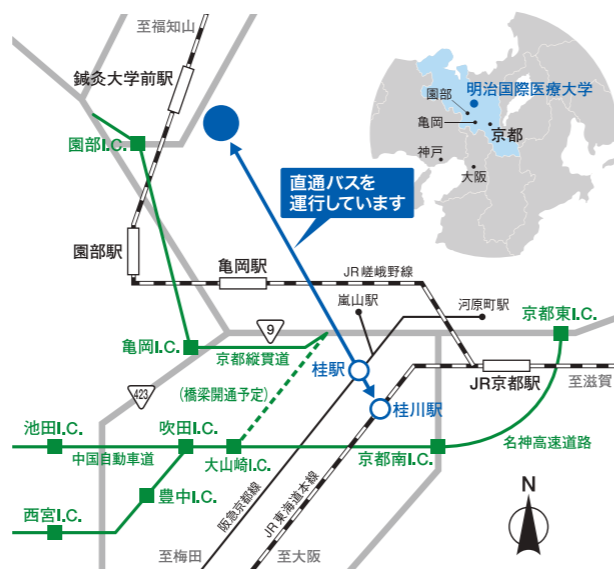 至福知山
鍼灸大学前駅
園部I.C.
明治国際医療大学
園部
亀岡
京都
神戸
大阪
直通バスを
運行しています
園部駅
亀岡駅
JR嵯峨野線
嵐山駅
河原町駅
京都東I.C.
9
亀岡I.C.
京都縦貫道
桂駅
JR京都駅
至滋賀
423
(橋梁開通予定)
桂川駅
池田I.C.
吹田I.C.
中国自動車道
大山崎I.C.
京都南I.C.
名神高速道路
豊中I.C.
西宮I.C.
阪急京都線
JR東海道本線
至梅田
至大阪
N